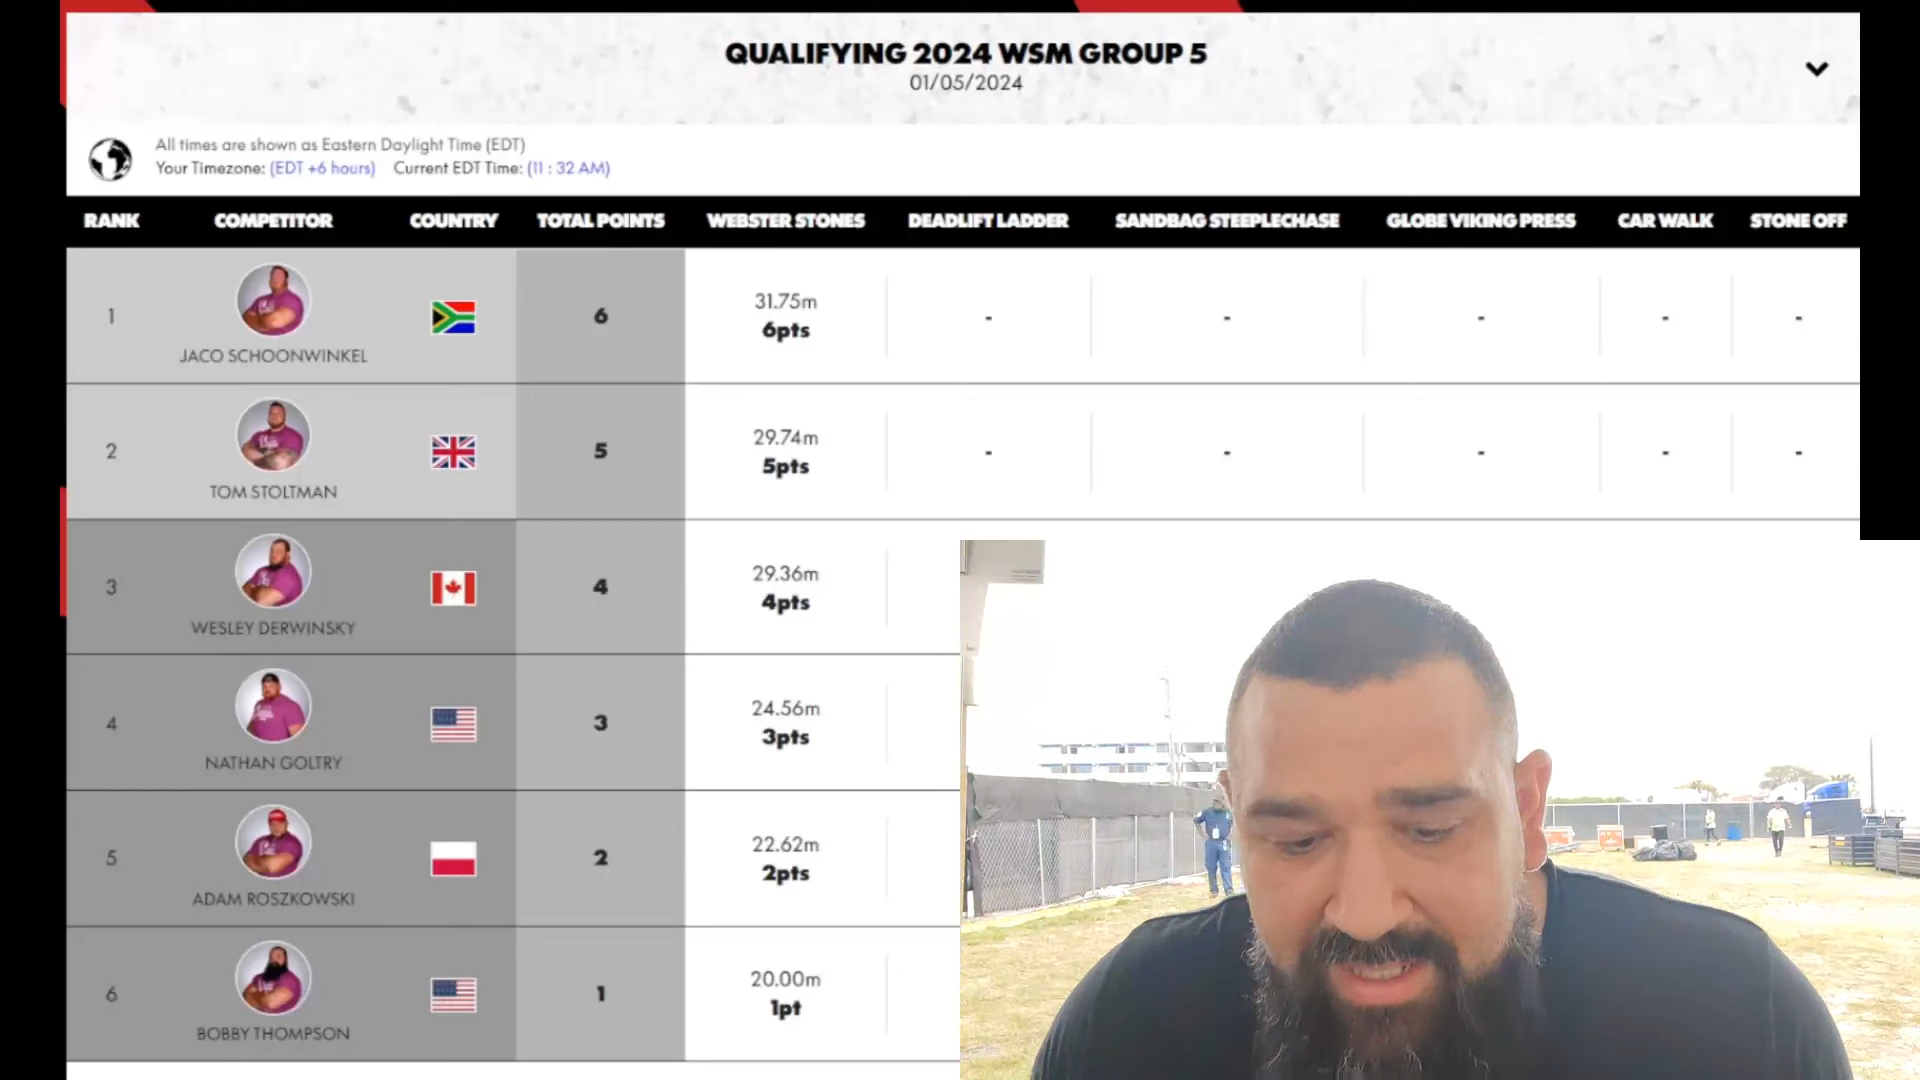 QUALIFYING 2024 WSM GROUP 5
01/05/2024
All times are shown as Eastern Daylight Time (EDT)
Your Timezone: (EDT +6 hours) Current EDT Time: (11 : 32 AM)
RANK COMPETITOR COUNTRY TOTAL POINTS WEBSTER STONES DEADLIFT LADDER SANDBAG STEEPLECHASE GLOBE VIKING PRESS CAR WALK STONE OFF
1 JACO SCHOONWINKEL 6 31.75m 6pts - - - - -
2 TOM STOLTMAN 5 29.74m 5pts - - - - -
3 WESLEY DERWINSKY 4 29.36m 4pts
4 NATHAN GOLTRY 3 24.56m 3pts
5 ADAM ROSZKOWSKI 2 22.62m 2pts
6 BOBBY THOMPSON 1 20.00m 1pt